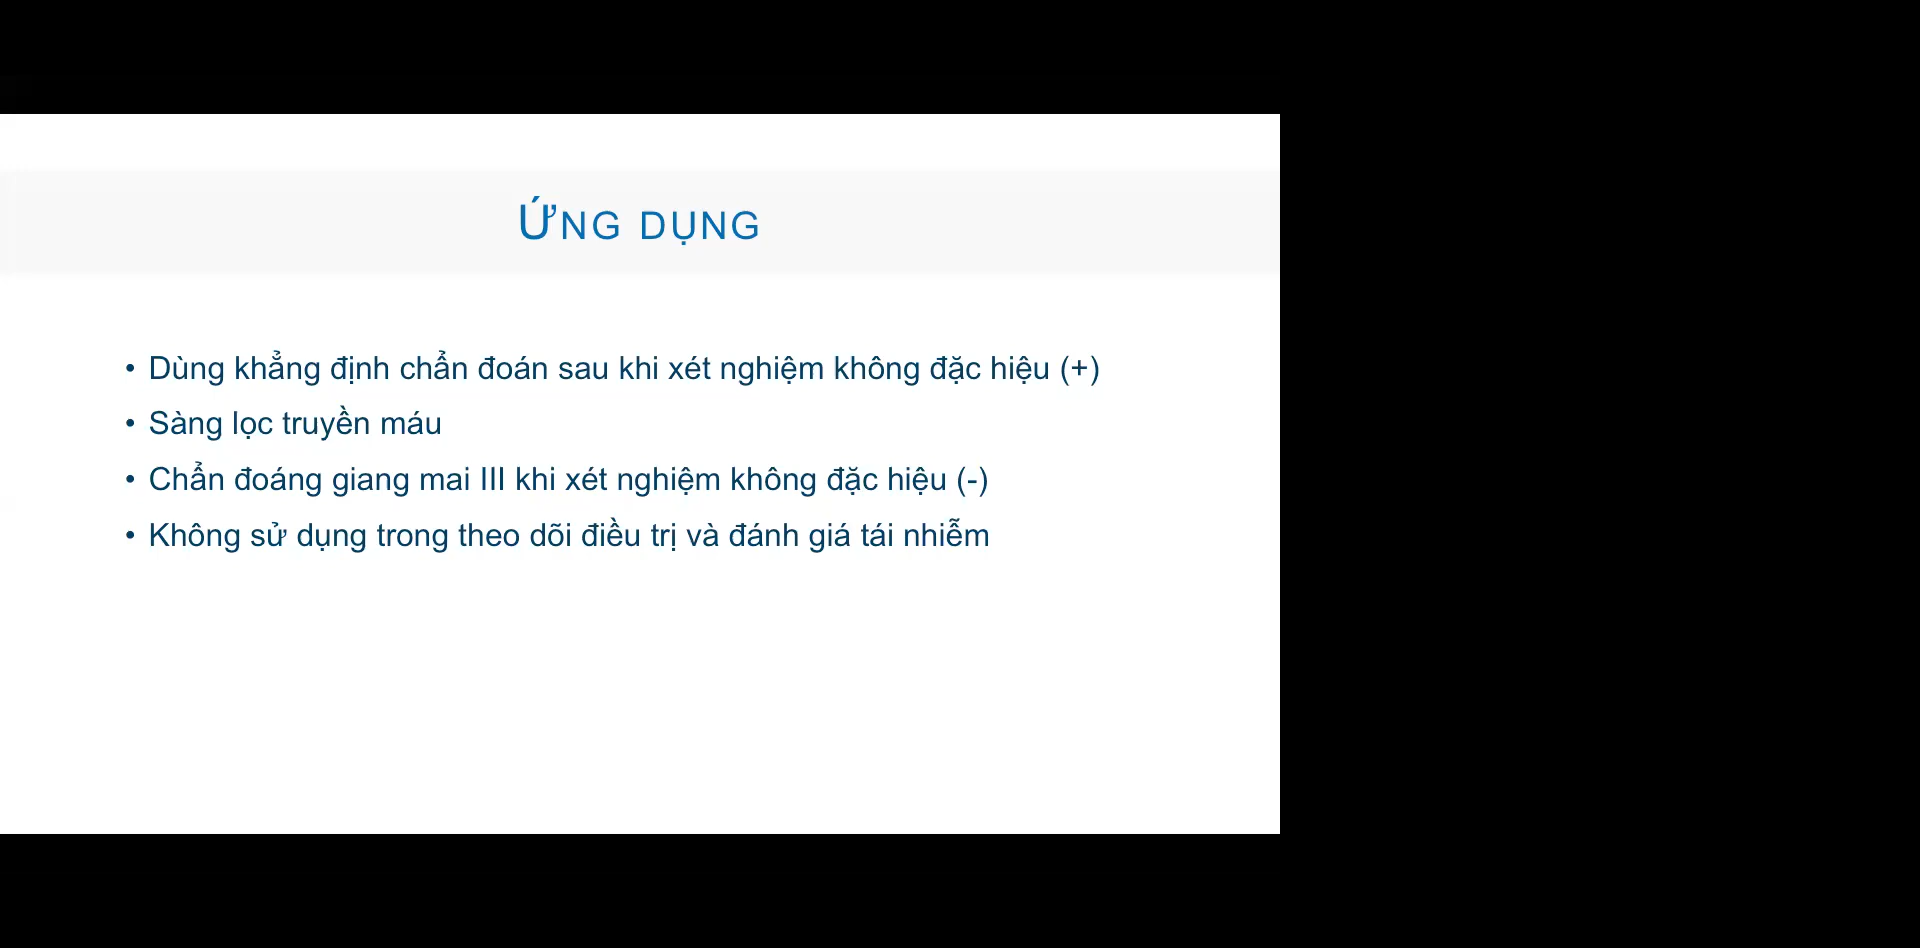 ỨNG DỤNG
• Dùng khẳng định chẩn đoán sau khi xét nghiệm không đặc hiệu (+)
• Sàng lọc truyền máu
• Chẩn đoáng giang mai III khi xét nghiệm không đặc hiệu (-)
• Không sử dụng trong theo dõi điều trị và đánh giá tái nhiễm